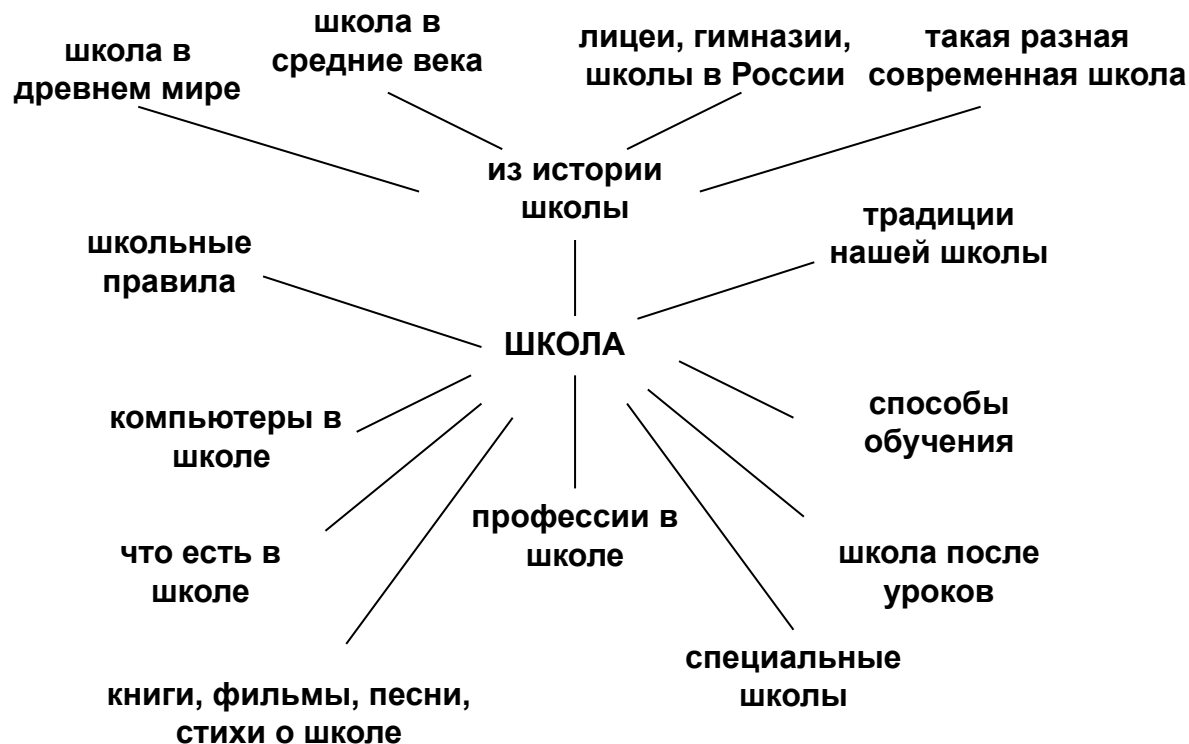 школа в
древнем мире
школа в
средние века
лицеи, гимназии,
школы в России
такая разная
современная школа
из истории
школы
школьные
правила
традиции
нашей школы
ШКОЛА
компьютеры в
школе
способы
обучения
что есть в
школе
профессии в
школе
школа после
уроков
книги, фильмы, песни,
стихи о школе
специальные
школы